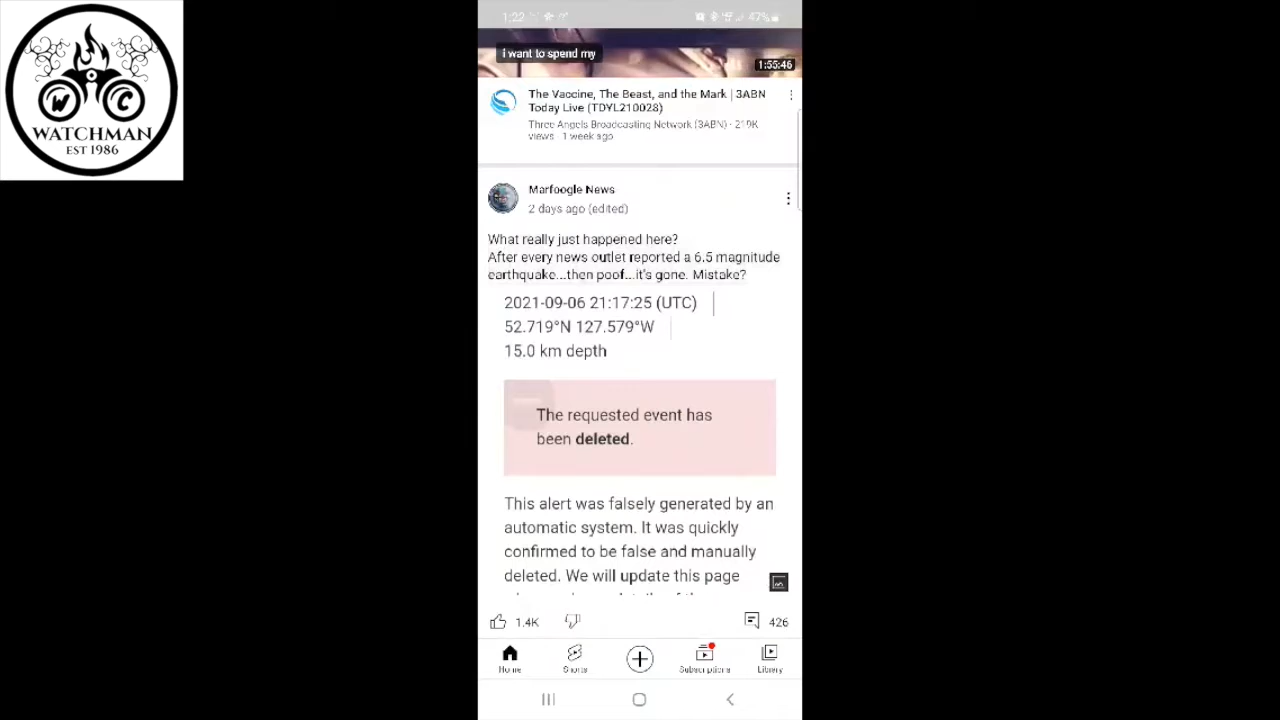 W C
WATCHMAN
EST 1986
1:22
47%
i want to spend my
1:55:46
The Vaccine, The Beast, and the Mark | 3ABN
Today Live (TDYL210028)
Three Angels Broadcasting Network (3ABN) · 219K
views · 1 week ago
Marfoogle News
2 days ago (edited)
What really just happened here?
After every news outlet reported a 6.5 magnitude
earthquake...then poof...it's gone. Mistake?
2021-09-06 21:17:25 (UTC)
52.719°N 127.579°W
15.0 km depth
The requested event has
been deleted.
This alert was falsely generated by an
automatic system. It was quickly
confirmed to be false and manually
deleted. We will update this page
1.4K
426
Home Shorts Subscriptions Library